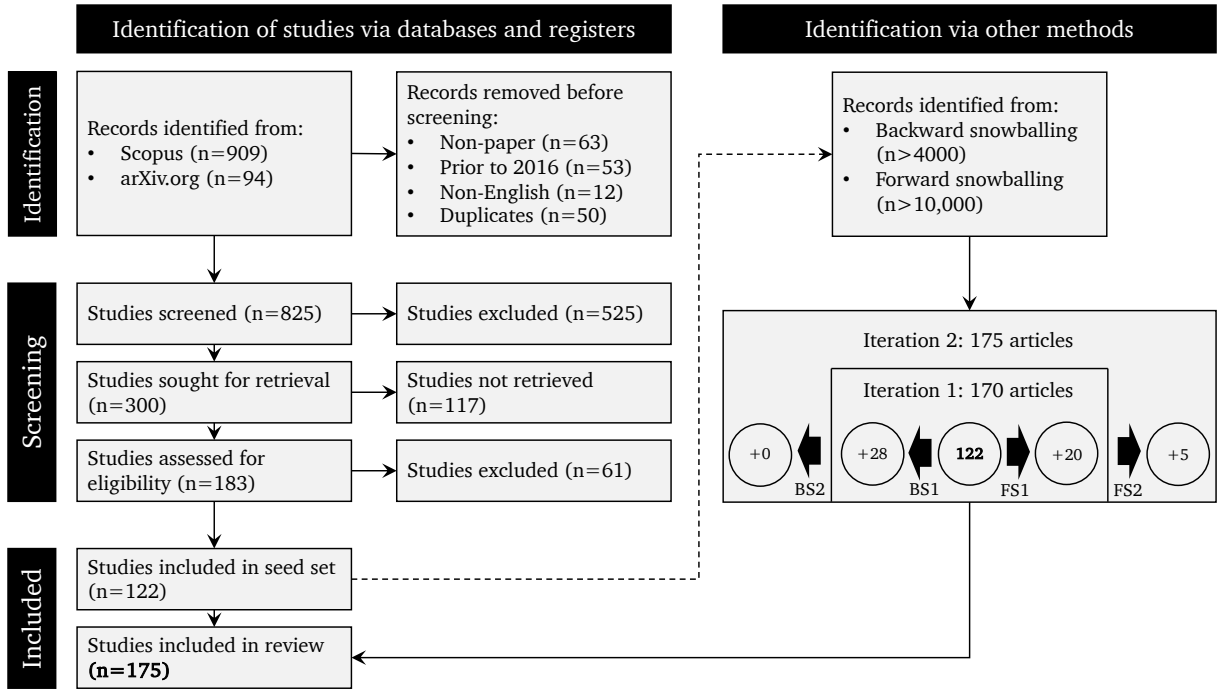 Identification of studies via databases and registers
Identification via other methods
Identification
Records identified from:
• Scopus (n=909)
• arXiv.org (n=94)
Records removed before
screening:
• Non-paper (n=63)
• Prior to 2016 (n=53)
• Non-English (n=12)
• Duplicates (n=50)
Records identified from:
• Backward snowballing
(n>4000)
• Forward snowballing
(n>10,000)
Screening
Studies screened (n=825)
Studies excluded (n=525)
Studies sought for retrieval
(n=300)
Studies not retrieved
(n=117)
Studies assessed for
eligibility (n=183)
Studies excluded (n=61)
Iteration 2: 175 articles
Iteration 1: 170 articles
+0
BS2
+28
BS1
122
FS1
+20
FS2
+5
Included
Studies included in seed set
(n=122)
Studies included in review
(n=175)